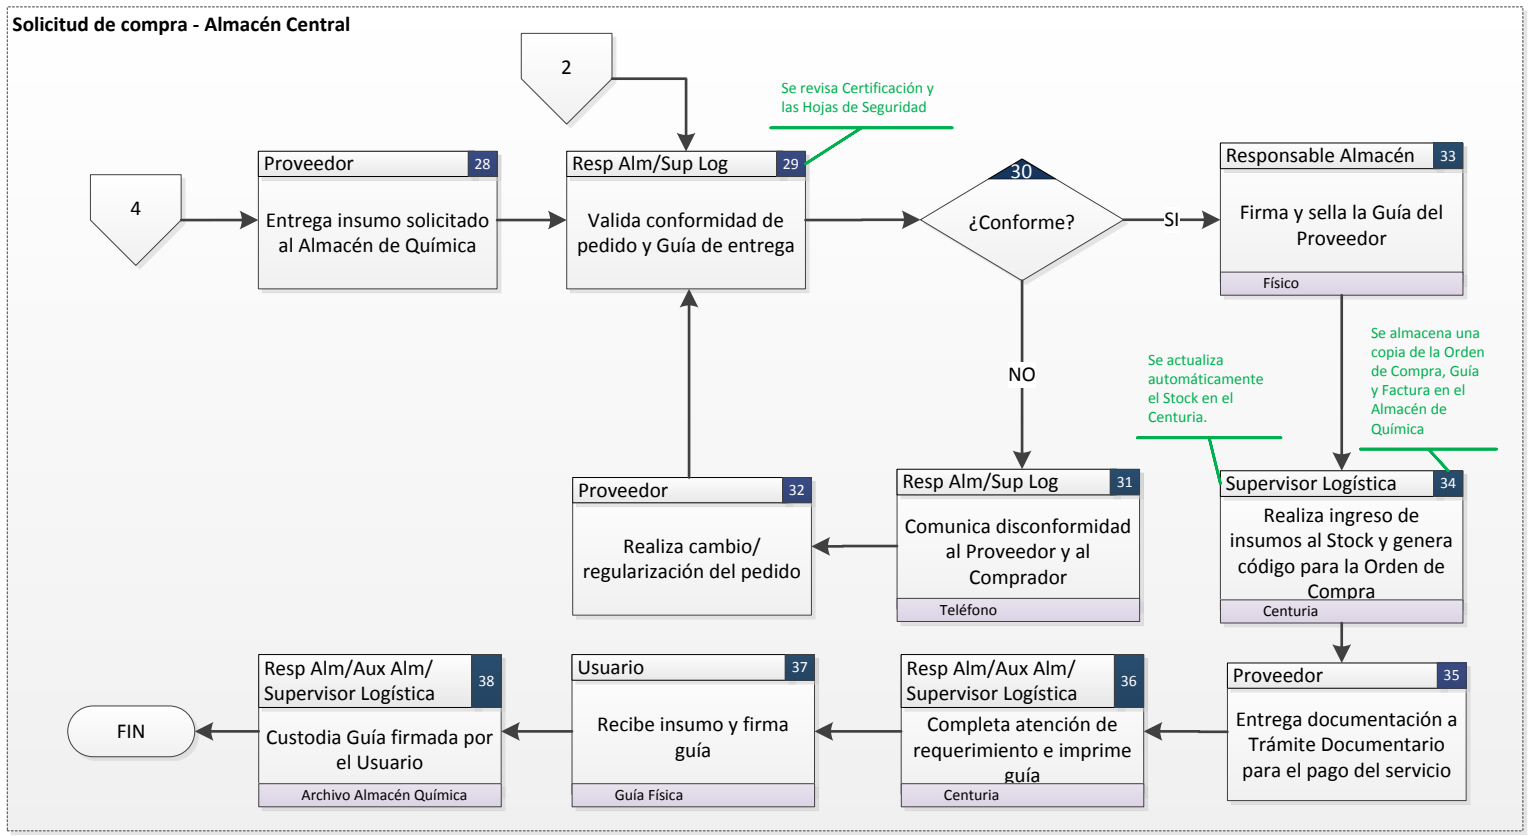 Solicitud de compra - Almacén Central
2
Se revisa Certificación y
las Hojas de Seguridad
4
Proveedor
28
Entrega insumo solicitado
al Almacén de Química
Resp Alm/Sup Log
29
Valida conformidad de
pedido y Guía de entrega
30
¿Conforme?
SI
NO
Responsable Almacén
33
Firma y sella la Guía del
Proveedor
Físico
Se actualiza
automáticamente
el Stock en el
Centuria.
Se almacena una
copia de la Orden
de Compra, Guía
y Factura en el
Almacén de
Química
Proveedor
32
Realiza cambio/
regularización del pedido
Resp Alm/Sup Log
31
Comunica disconformidad
al Proveedor y al
Comprador
Teléfono
Supervisor Logística
34
Realiza ingreso de
insumos al Stock y genera
código para la Orden de
Compra
Centuria
FIN
Resp Alm/Aux Alm/
Supervisor Logística
38
Custodia Guía firmada por
el Usuario
Archivo Almacén Química
Usuario
37
Recibe insumo y firma
guía
Guía Física
Resp Alm/Aux Alm/
Supervisor Logística
36
Completa atención de
requerimiento e imprime
guía
Centuria
Proveedor
35
Entrega documentación a
Trámite Documentario
para el pago del servicio